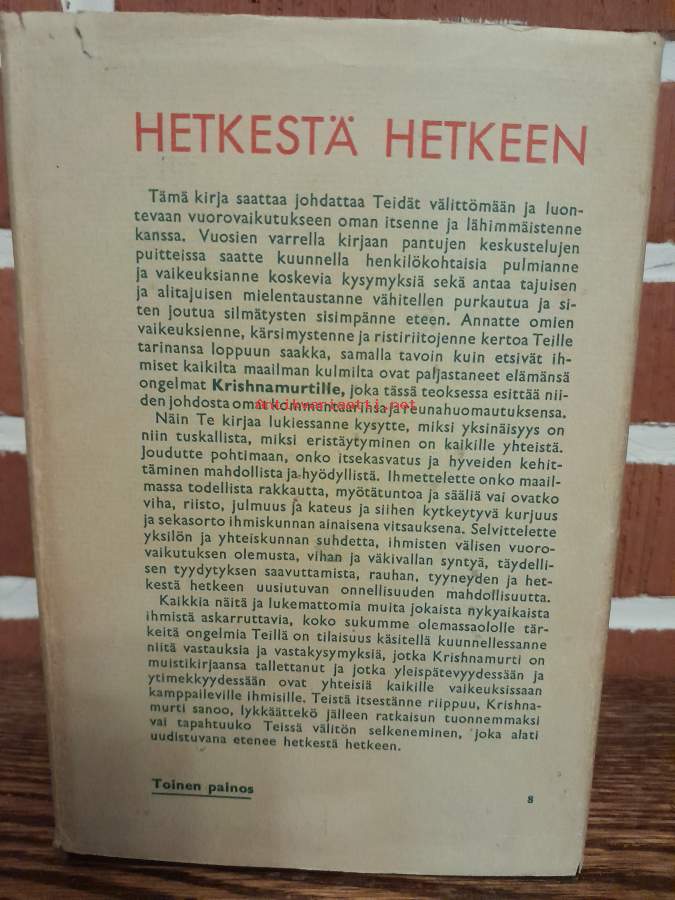 HETKESTÄ HETKEEN
Tämä kirja saattaa johdattaa Teidät välittömään ja luon-
tevaan vuorovaikutukseen oman itsenne ja lähimmäistenne
kanssa. Vuosien varrella kirjaan pantujen keskustelujen
puitteissa saatte kuunnella henkilökohtaisia pulmianne
ja vaikeuksianne koskevia kysymyksiä sekä antaa tajuisen
ja alitajuisen mielentaustanne vähitellen purkautua ja si-
ten joutua silmätysten sisimpänne eteen. Annatte omien
vaikeuksienne, kärsimystenne ja ristiriitojenne kertoa Teille
tarinansa loppuun saakka, samalla tavoin kuin etsivät ih-
miset kaikilta maailman kulmilta ovat paljastaneet elämänsä
ongelmat Krishnamurtille, joka tässä teoksessa esittää nii-
den johdosta omat kommentaarinsa ja reunahuomautuksensa.
antikvariaatti.net
Näin Te kirjaa lukiessanne kysytte, miksi yksinäisyys on
niin tuskallista, miksi eristäytyminen on kaikille yhteistä.
Joudutte pohtimaan, onko itsekasvatus ja hyveiden kehit-
täminen mahdollista ja hyödyllistä. Ihmettelette onko maail-
massa todellista rakkautta, myötätuntoa ja sääliä vai ovatko
viha, riisto, julmuus ja kateus ja siihen kytkeytyvä kurjuus
ja sekasorto ihmiskunnan ainaisena vitsauksena. Selvittelette
yksilön ja yhteiskunnan suhdetta, ihmisten välisen vuoro-
vaikutuksen olemusta, vihan ja väkivallan syntyä, täydelli-
sen tyydytyksen saavuttamista, rauhan, tyyneyden ja het-
kestä hetkeen uusiutuvan onnellisuuden mahdollisuutta.
Kaikkia näitä ja lukemattomia muita jokaista nykyaikaista
ihmistä askarruttavia, koko sukumme olemassaololle tär-
keitä ongelmia Teillä on tilaisuus käsitellä kuunnellessanne
niitä vastauksia ja vastakysymyksiä, jotka Krishnamurti on
muistikirjaansa tallettanut ja jotka yleispätevyydessään ja
ytimekkyydessään ovat yhteisiä kaikille vaikeuksissaan
kamppaileville ihmisille. Teistä itsestänne riippuu, Krishna-
murti sanoo, lykkäättekö jälleen ratkaisun tuonnemmaksi
vai tapahtuuko Teissä välitön selkeneminen, joka alati
uudistuvana etenee hetkestä hetkeen.
Toinen painos
8